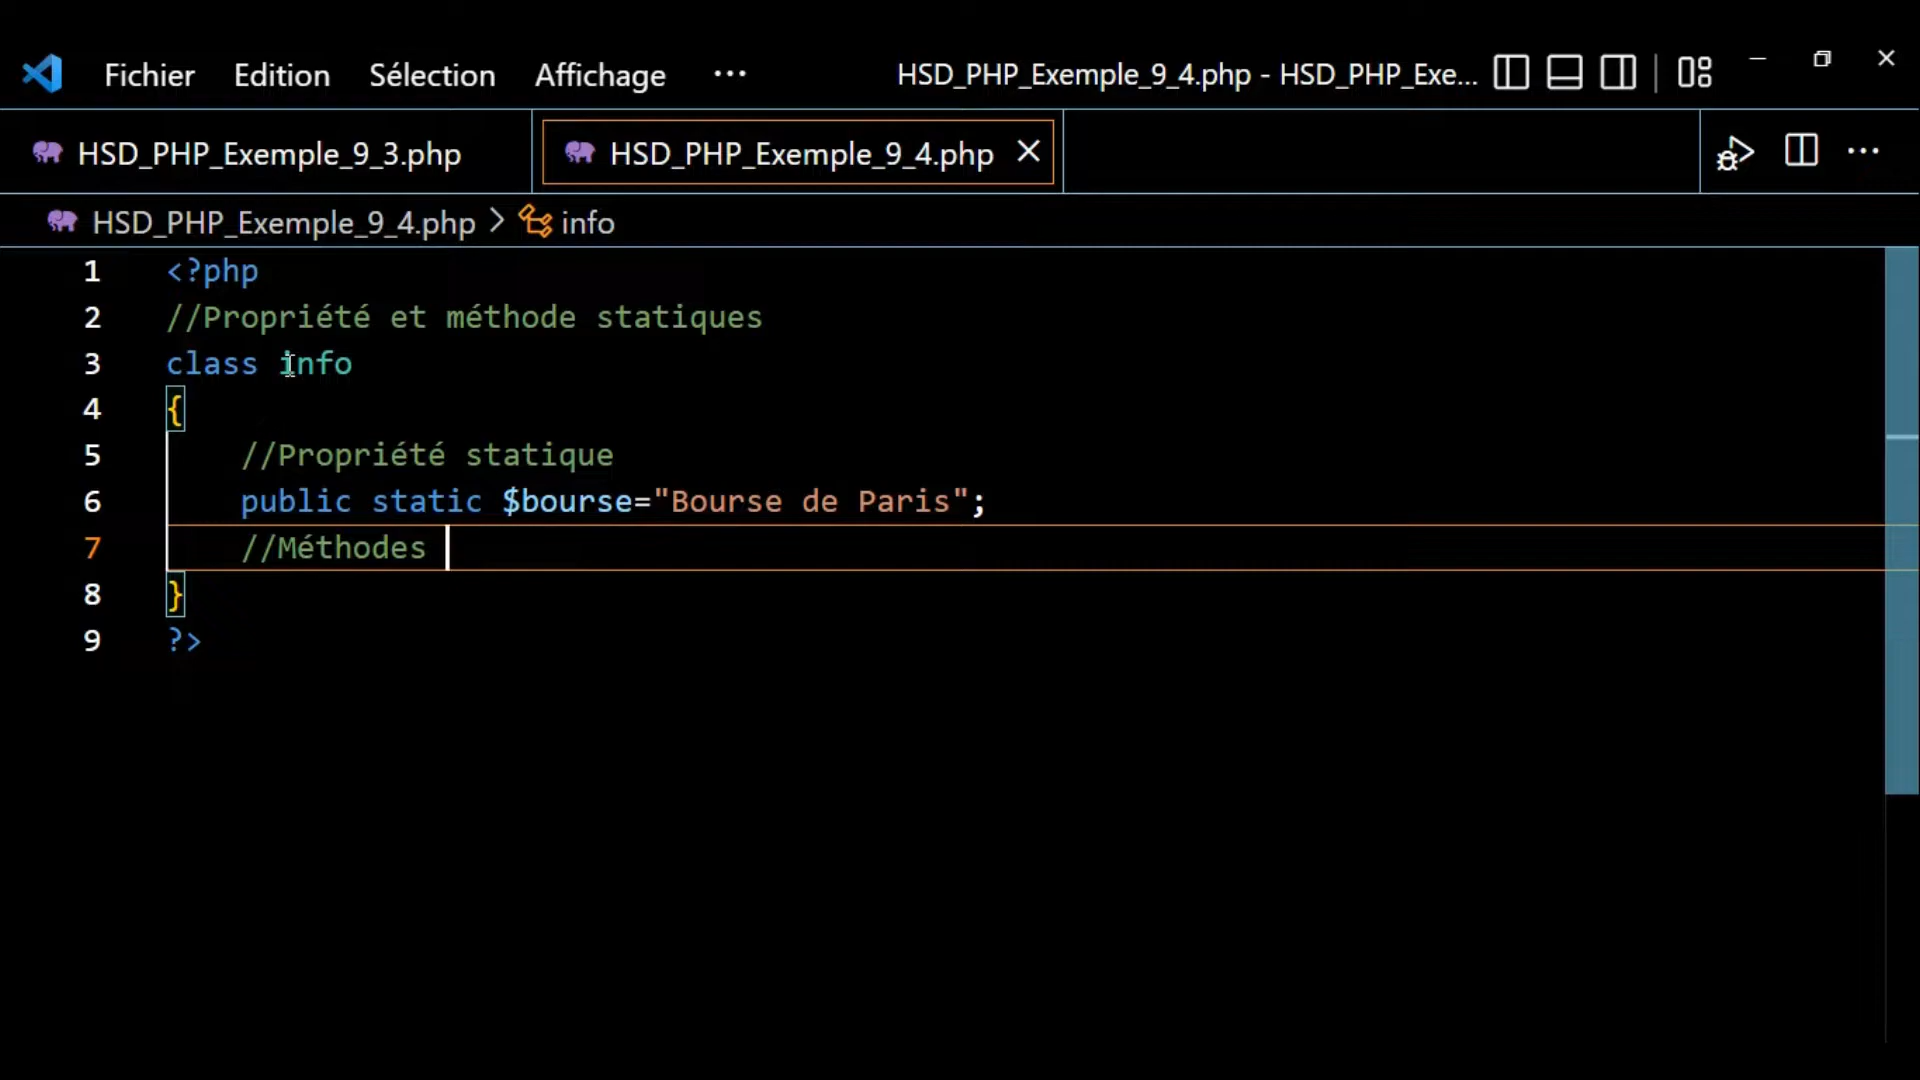 Fichier Edition Sélection Affichage ··· HSD_PHP_Exemple_9_4.php - HSD_PHP_Exe...
HSD_PHP_Exemple_9_3.php HSD_PHP_Exemple_9_4.php
HSD_PHP_Exemple_9_4.php > info
1 <?php
2 //Propriété et méthode statiques
3 class info
4 {
5 //Propriété statique
6 public static $bourse="Bourse de Paris";
7 //Méthodes
8 }
9 ?>